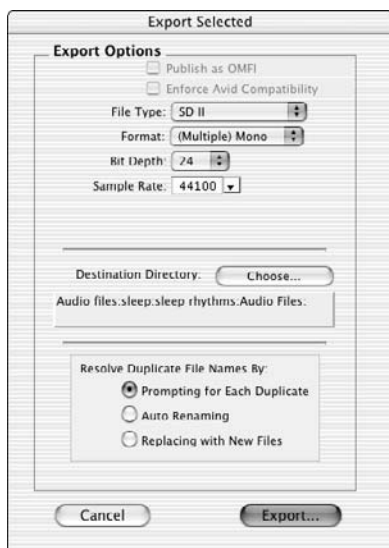 Export Selected
Export Options
Publish as OMFI
Enforce Avid Compatibility
File Type: SD II
Format: (Multiple) Mono
Bit Depth: 24
Sample Rate: 44100
Destination Directory: Choose...
Audio files:sleep:sleep rhythms:Audio Files:
Resolve Duplicate File Names By:
Prompting for Each Duplicate
Auto Renaming
Replacing with New Files
Cancel Export...